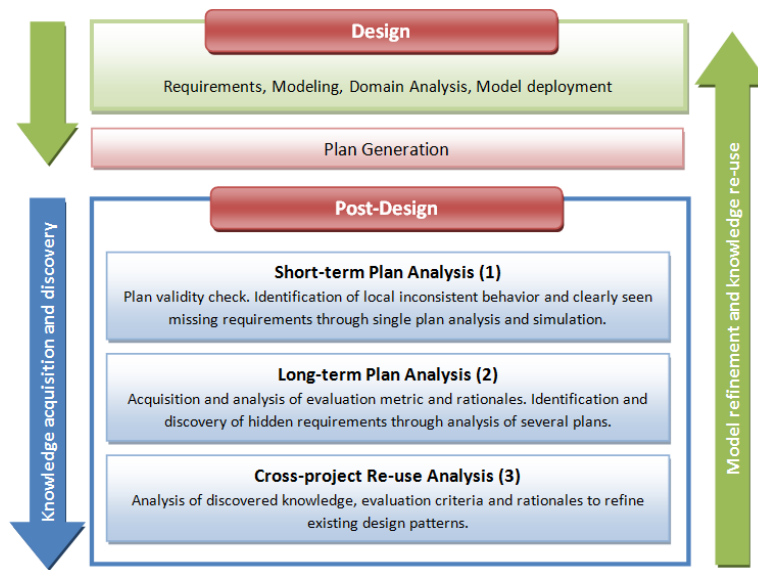 Design
Requirements, Modeling, Domain Analysis, Model deployment
Plan Generation
Post-Design
Short-term Plan Analysis (1)
Plan validity check. Identification of local inconsistent behavior and clearly seen
missing requirements through single plan analysis and simulation.
Long-term Plan Analysis (2)
Acquisition and analysis of evaluation metric and rationales. Identification and
discovery of hidden requirements through analysis of several plans.
Cross-project Re-use Analysis (3)
Analysis of discovered knowledge, evaluation criteria and rationales to refine
existing design patterns.
Knowledge acquisition and discovery
Model refinement and knowledge re-use